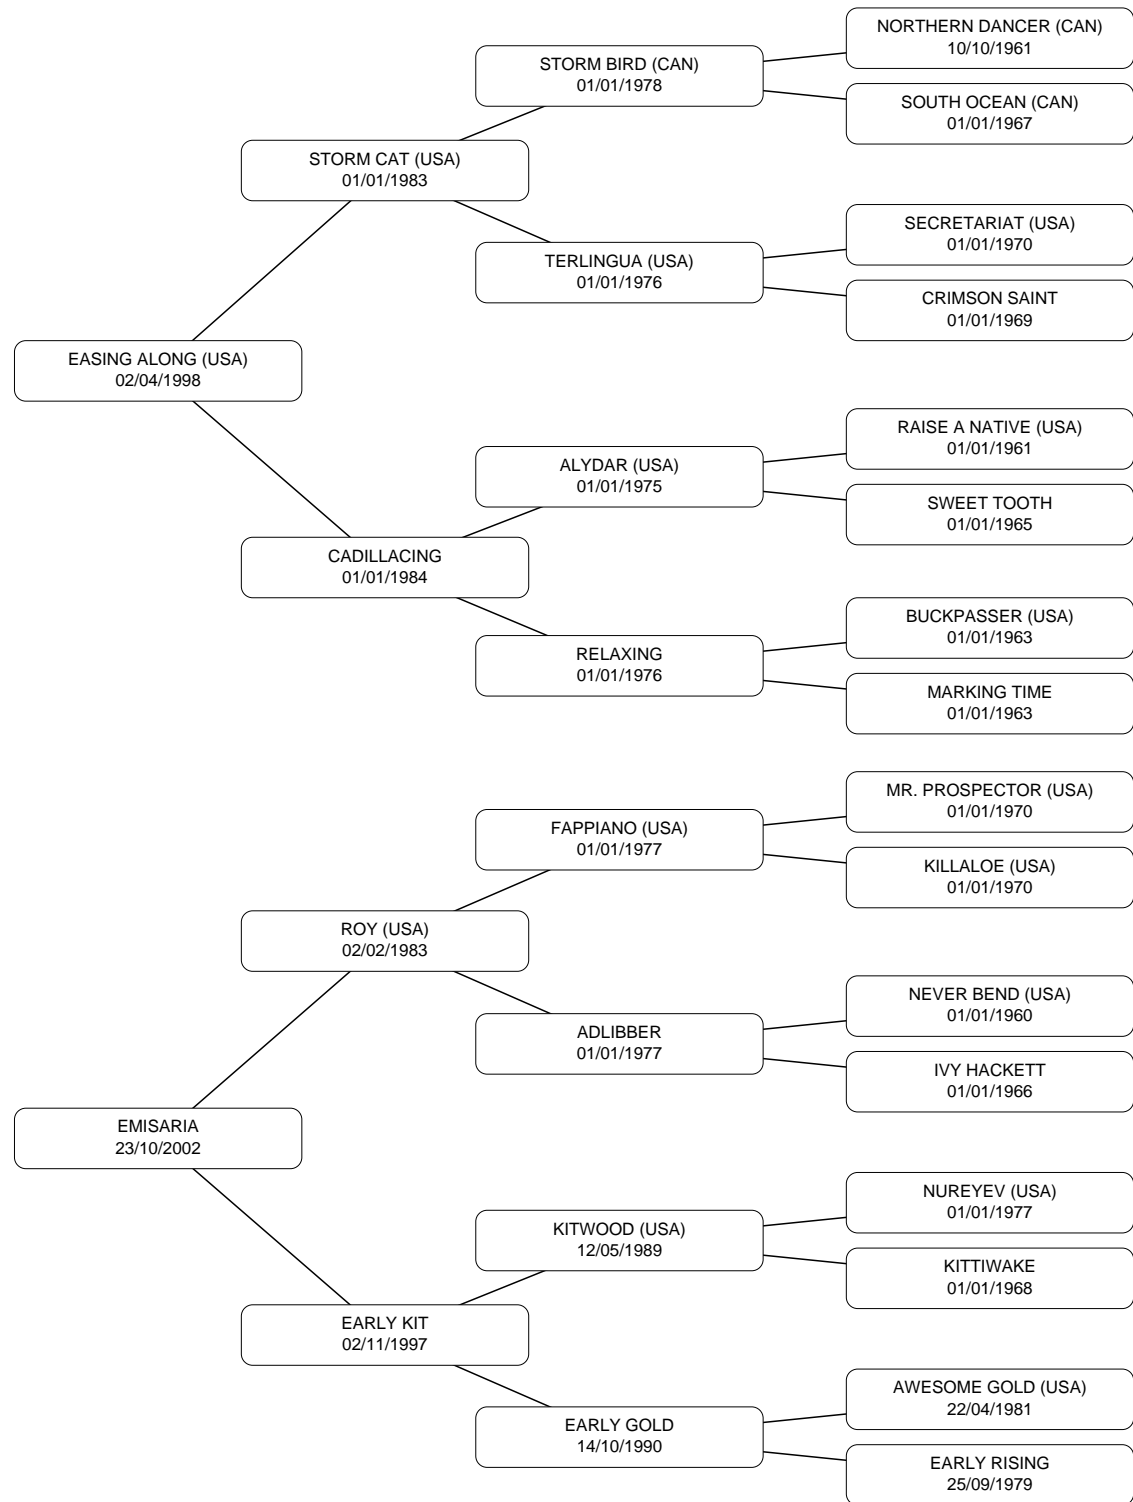 NORTHERN DANCER (CAN)
10/10/1961
STORM BIRD (CAN)
01/01/1978
SOUTH OCEAN (CAN)
01/01/1967
STORM CAT (USA)
01/01/1983
SECRETARIAT (USA)
01/01/1970
TERLINGUA (USA)
01/01/1976
CRIMSON SAINT
01/01/1969
EASING ALONG (USA)
02/04/1998
RAISE A NATIVE (USA)
01/01/1961
ALYDAR (USA)
01/01/1975
SWEET TOOTH
01/01/1965
CADILLACING
01/01/1984
BUCKPASSER (USA)
01/01/1963
RELAXING
01/01/1976
MARKING TIME
01/01/1963
MR. PROSPECTOR (USA)
01/01/1970
FAPPIANO (USA)
01/01/1977
KILLALOE (USA)
01/01/1970
ROY (USA)
02/02/1983
NEVER BEND (USA)
01/01/1960
ADLIBBER
01/01/1977
IVY HACKETT
01/01/1966
EMISARIA
23/10/2002
NUREYEV (USA)
01/01/1977
KITWOOD (USA)
12/05/1989
KITTIWAKE
01/01/1968
EARLY KIT
02/11/1997
AWESOME GOLD (USA)
22/04/1981
EARLY GOLD
14/10/1990
EARLY RISING
25/09/1979